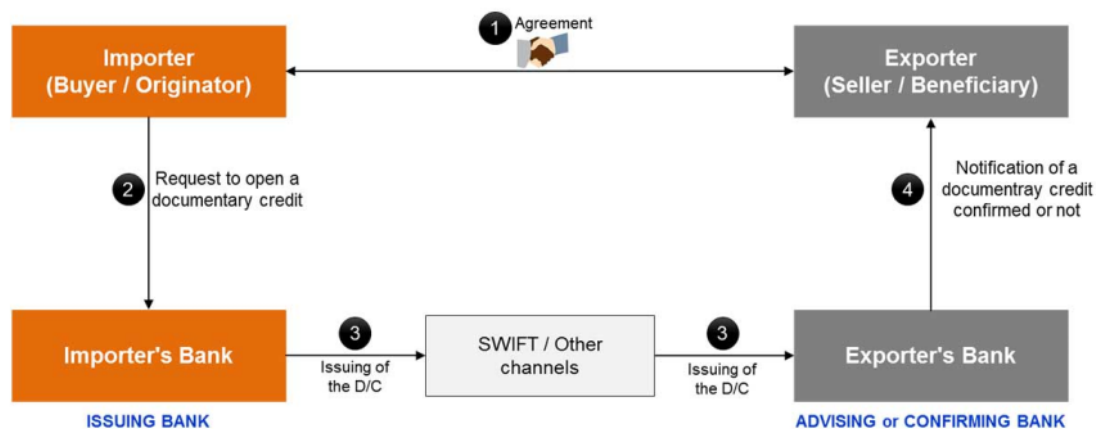 1
Agreement
Importer
(Buyer / Originator)
Exporter
(Seller / Beneficiary)
2
Request to open a
documentary credit
4
Notification of a
documentray credit
confirmed or not
Importer's Bank
3
Issuing of
the D/C
SWIFT / Other
channels
3
Issuing of
the D/C
Exporter's Bank
ISSUING BANK
ADVISING or CONFIRMING BANK